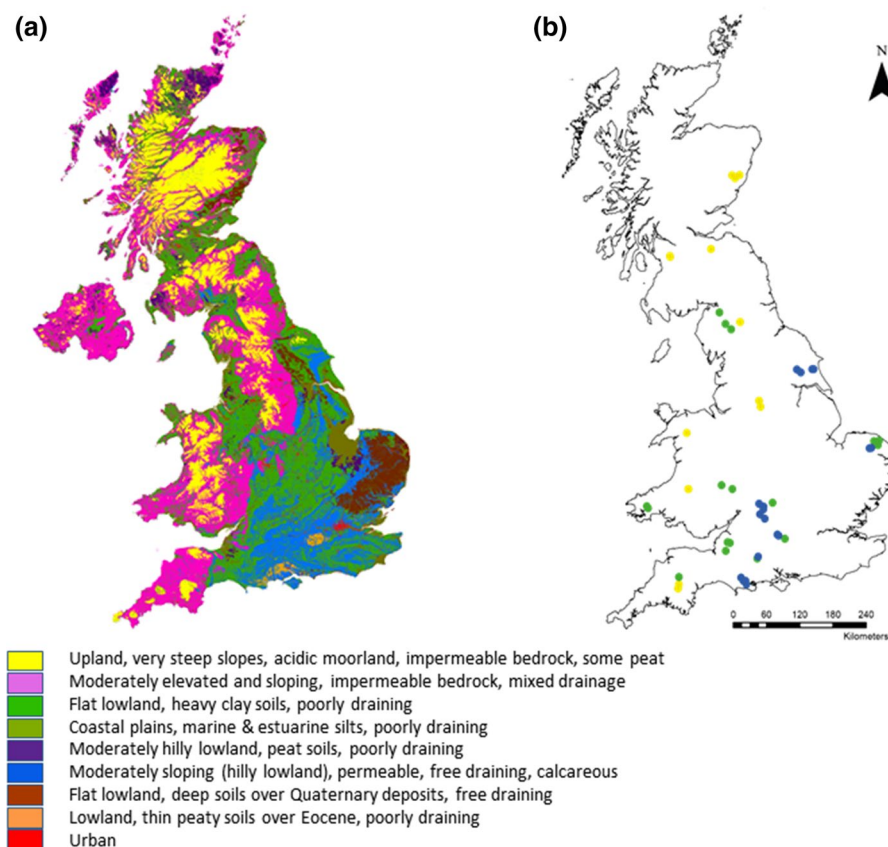 (a)
(b)
N
0 60 120 180 240
Kilometers
Upland, very steep slopes, acidic moorland, impermeable bedrock, some peat
Moderately elevated and sloping, impermeable bedrock, mixed drainage
Flat lowland, heavy clay soils, poorly draining
Coastal plains, marine & estuarine silts, poorly draining
Moderately hilly lowland, peat soils, poorly draining
Moderately sloping (hilly lowland), permeable, free draining, calcareous
Flat lowland, deep soils over Quaternary deposits, free draining
Lowland, thin peaty soils over Eocene, poorly draining
Urban